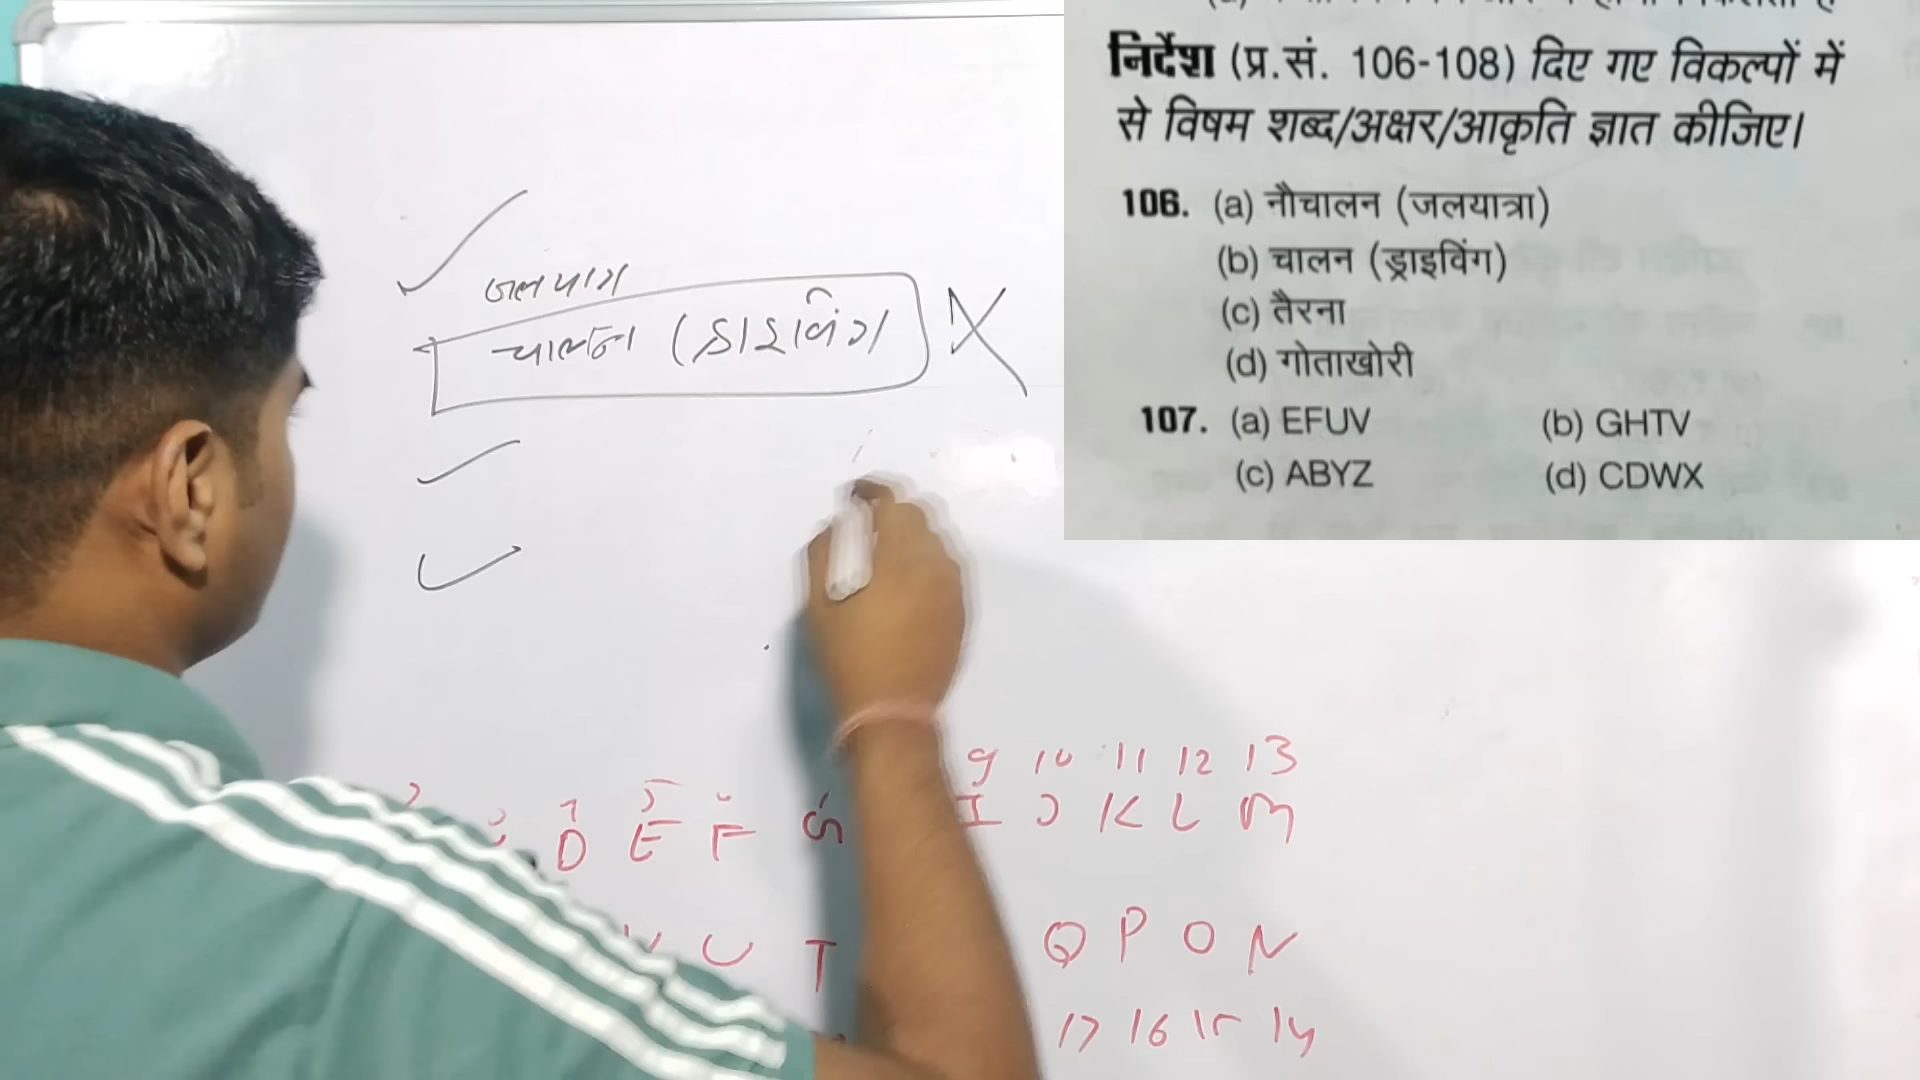 निर्देश (प्र.सं. 106-108) दिए गए विकल्पों में
से विषम शब्द/अक्षर/आकृति ज्ञात कीजिए।
106. (a) नौचालन (जलयात्रा)
(b) चालन (ड्राइविंग)
(c) तैरना
(d) गोताखोरी
107. (a) EFUV (b) GHTV
(c) ABYZ (d) CDWX
चालन (ड्राइविंग)
9 10 11 12 13
D E F G I J K L M
V U T Q P O N
17 16 15 14